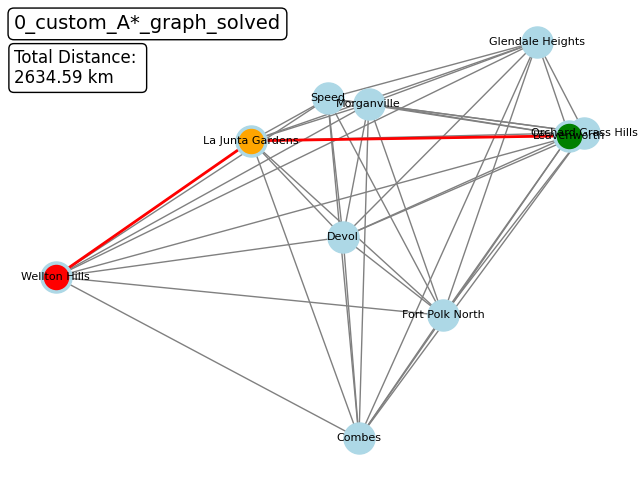 0_custom_A*_graph_solved
Total Distance:
2634.59 km
Glendale Heights
Speed
Morganville
Orchard Grass Hills
Leavenworth
La Junta Gardens
Devol
Wellton Hills
Fort Polk North
Combes